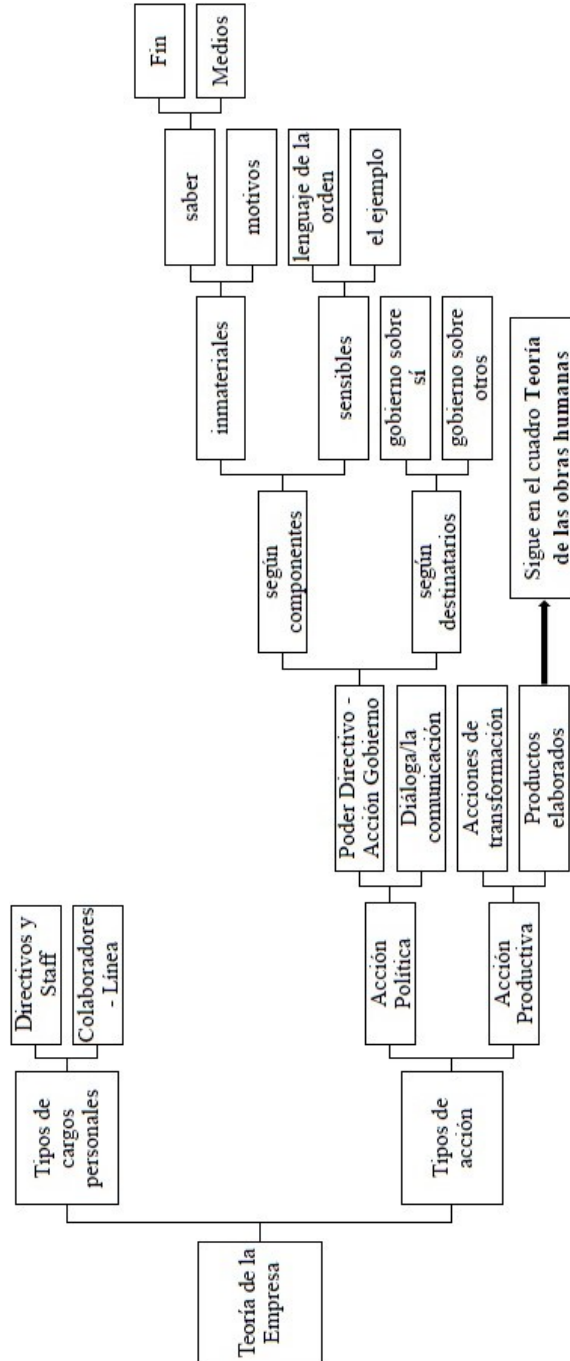 Teoría de la
Empresa
Tipos de
cargos
personales
Directivos y
Staff
Colaboradores
- Línea
Tipos de
acción
Acción
Política
Poder Directivo -
Acción Gobierno
según
componentes
inmateriales
saber
Fin
Medios
motivos
sensibles
lenguaje de la
orden
el ejemplo
según
destinatarios
gobierno sobre
sí
gobierno sobre
otros
Diáloga/la
comunicación
Acción
Productiva
Acciones de
transformación
Productos
elaborados
Sigue en el cuadro Teoría
de las obras humanas